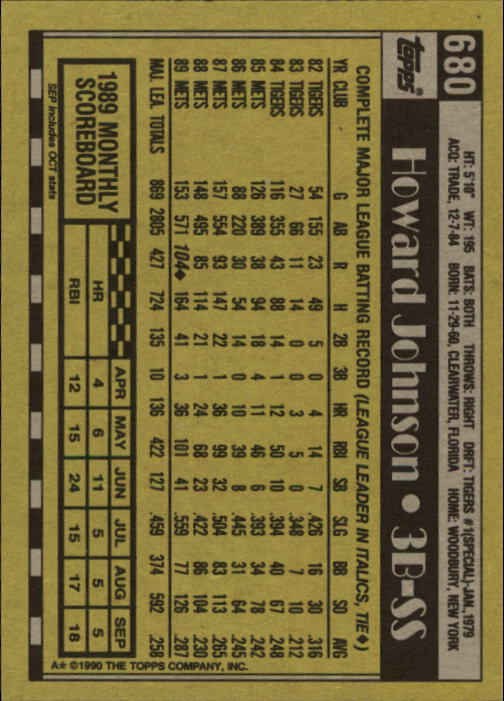 680
HT: 5'10" WT: 195 BATS: BOTH THROWS: RIGHT DRFT: TIGERS #1(SPECIAL)-JAN,1979
ACQ: TRADE, 12-7-84 BORN: 11-29-60, CLEARWATER, FLORIDA HOME: WOODBURY, NEW YORK
Topps®
Howard Johnson • 3B-SS
COMPLETE MAJOR LEAGUE BATTING RECORD (LEAGUE LEADER IN ITALICS, TIE♦)
YR CLUB G AB R H 2B 3B HR RBI SB SLG BB SO AVG
82 TIGERS 54 155 23 49 5 0 4 14 7 .426 16 30 .316
83 TIGERS 27 66 11 14 0 0 3 5 0 .348 7 10 .212
84 TIGERS 116 355 43 88 14 1 12 50 10 .394 40 67 .248
85 METS 126 389 38 94 18 4 11 46 6 .393 34 78 .242
86 METS 88 220 30 54 14 0 10 39 8 .445 31 64 .245
87 METS 157 554 93 147 22 1 36 99 32 .504 83 113 .265
88 METS 148 495 85 114 21 1 24 68 23 .422 86 104 .230
89 METS 153 571 104♦ 164 41 3 36 101 41 .559 77 126 .287
MAJ. LEA. TOTALS 869 2805 427 724 135 10 136 422 127 .459 374 592 .258
1989 MONTHLY
SCOREBOARD
APR MAY JUN JUL AUG SEP
HR 4 6 11 5 5 5
RBI 12 15 24 15 17 18
SEP includes OCT stats
A* ©1990 THE TOPPS COMPANY, INC.